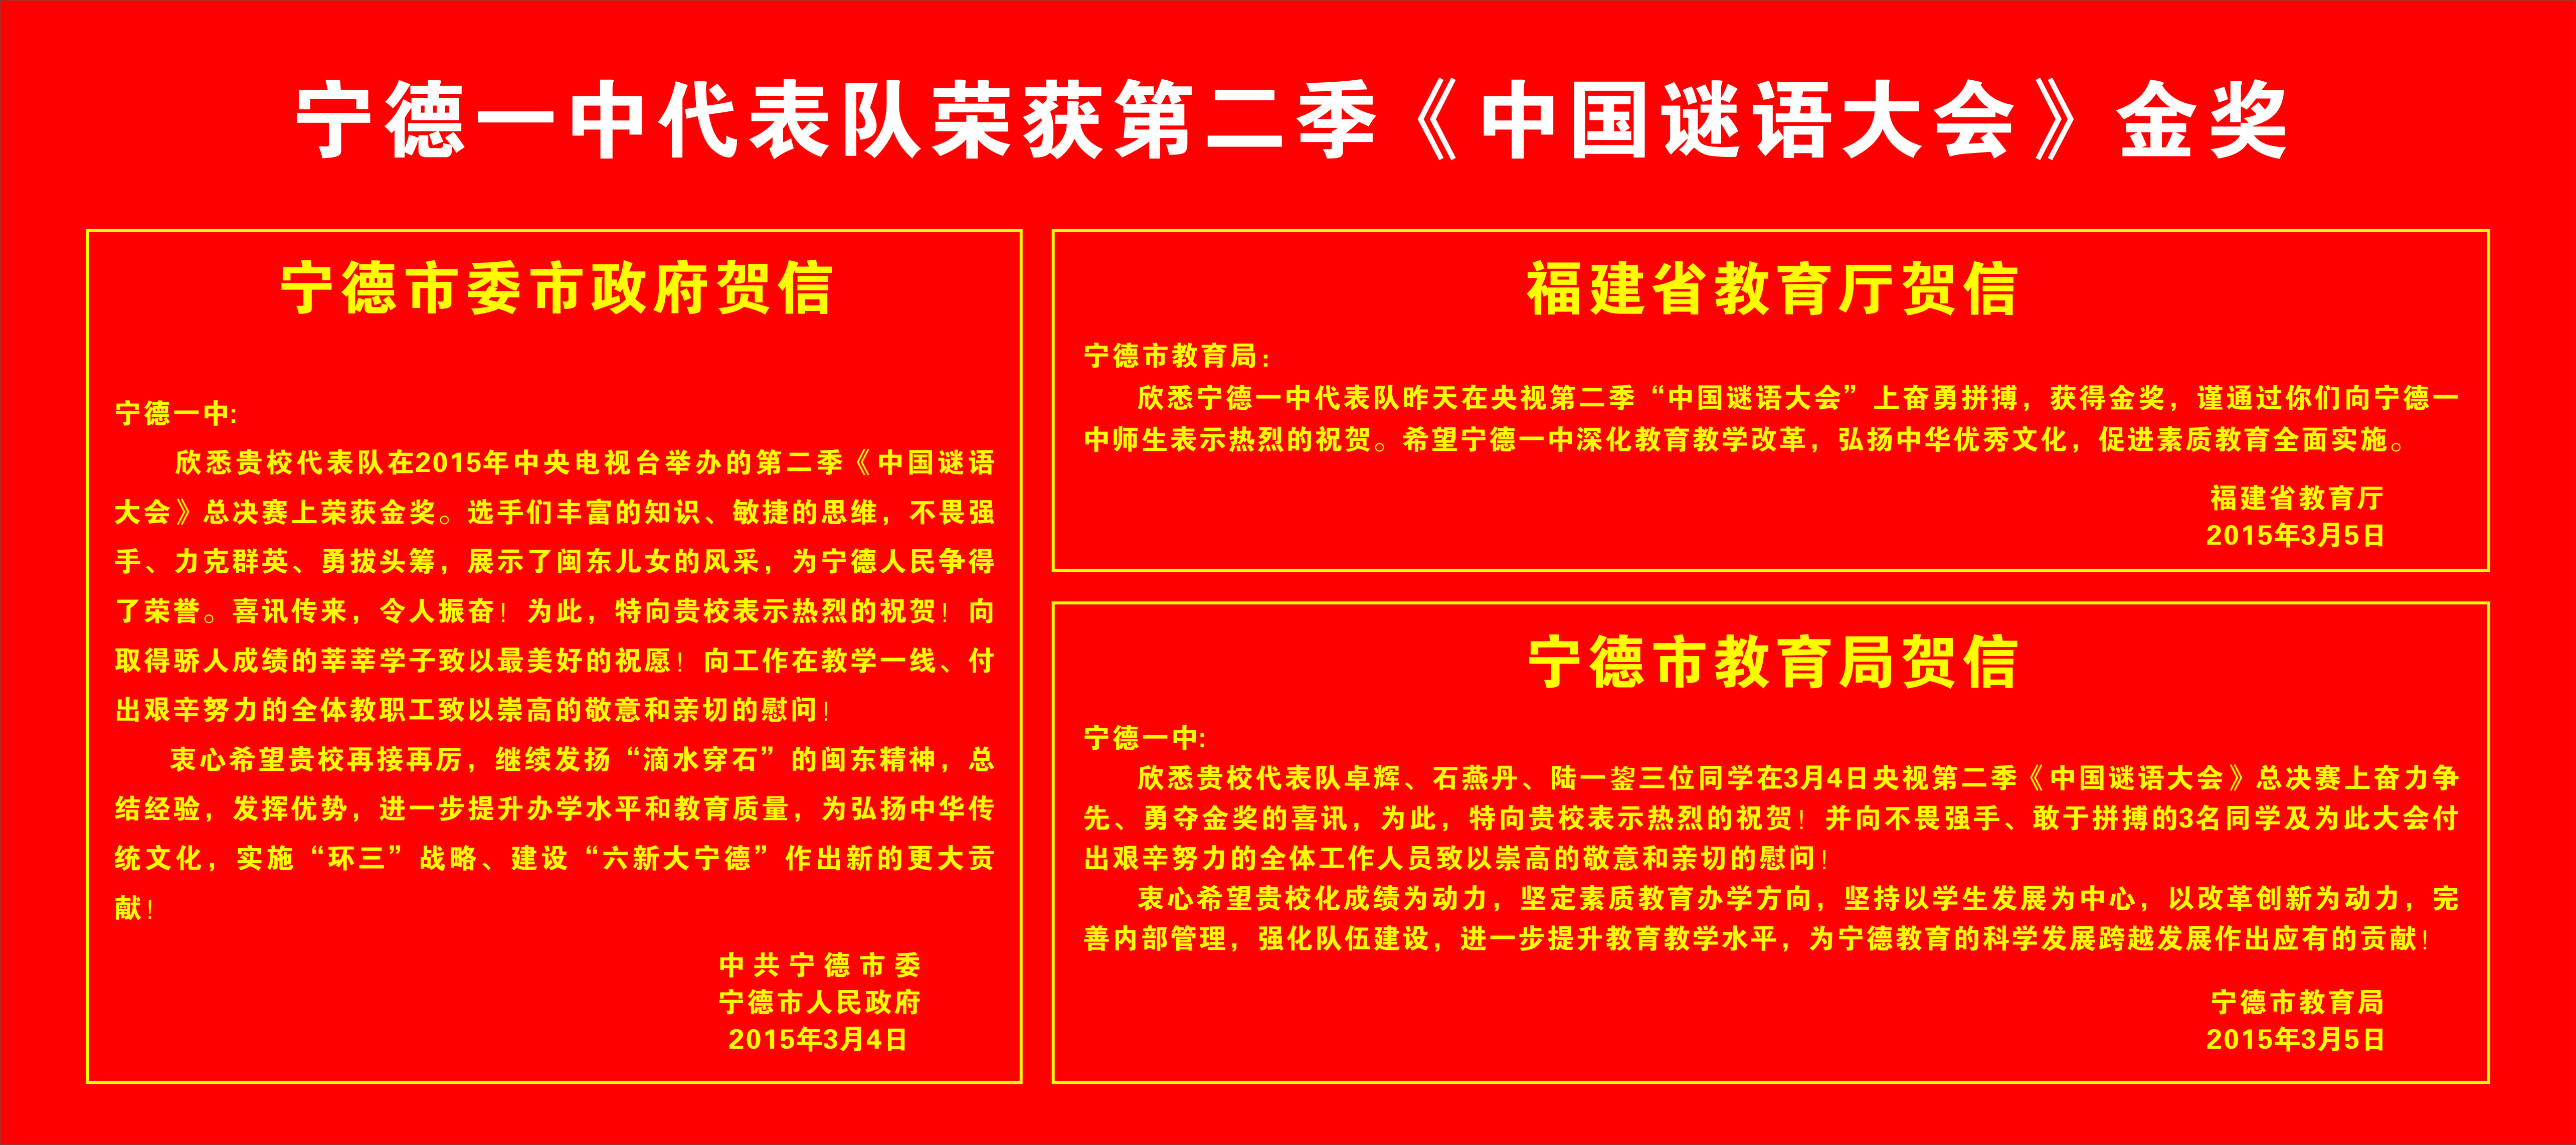 宁德一中代表队荣获第二季《中国谜语大会》金奖
宁德市委市政府贺信
宁德一中:
欣悉贵校代表队在2015年中央电视台举办的第二季《中国谜语
大会》总决赛上荣获金奖。选手们丰富的知识、敏捷的思维，不畏强
手、力克群英、勇拔头筹，展示了闽东儿女的风采，为宁德人民争得
了荣誉。喜讯传来，令人振奋！为此，特向贵校表示热烈的祝贺！向
取得骄人成绩的莘莘学子致以最美好的祝愿！向工作在教学一线、付
出艰辛努力的全体教职工致以崇高的敬意和亲切的慰问！
衷心希望贵校再接再厉，继续发扬“滴水穿石”的闽东精神，总
结经验，发挥优势，进一步提升办学水平和教育质量，为弘扬中华传
统文化，实施“环三”战略、建设“六新大宁德”作出新的更大贡
献！
中共宁德市委
宁德市人民政府
2015年3月4日
福建省教育厅贺信
宁德市教育局：
欣悉宁德一中代表队昨天在央视第二季“中国谜语大会”上奋勇拼搏，获得金奖，谨通过你们向宁德一
中师生表示热烈的祝贺。希望宁德一中深化教育教学改革，弘扬中华优秀文化，促进素质教育全面实施。
福建省教育厅
2015年3月5日
宁德市教育局贺信
宁德一中:
欣悉贵校代表队卓辉、石燕丹、陆一鋆三位同学在3月4日央视第二季《中国谜语大会》总决赛上奋力争
先、勇夺金奖的喜讯，为此，特向贵校表示热烈的祝贺！并向不畏强手、敢于拼搏的3名同学及为此大会付
出艰辛努力的全体工作人员致以崇高的敬意和亲切的慰问！
衷心希望贵校化成绩为动力，坚定素质教育办学方向，坚持以学生发展为中心，以改革创新为动力，完
善内部管理，强化队伍建设，进一步提升教育教学水平，为宁德教育的科学发展跨越发展作出应有的贡献！
宁德市教育局
2015年3月5日